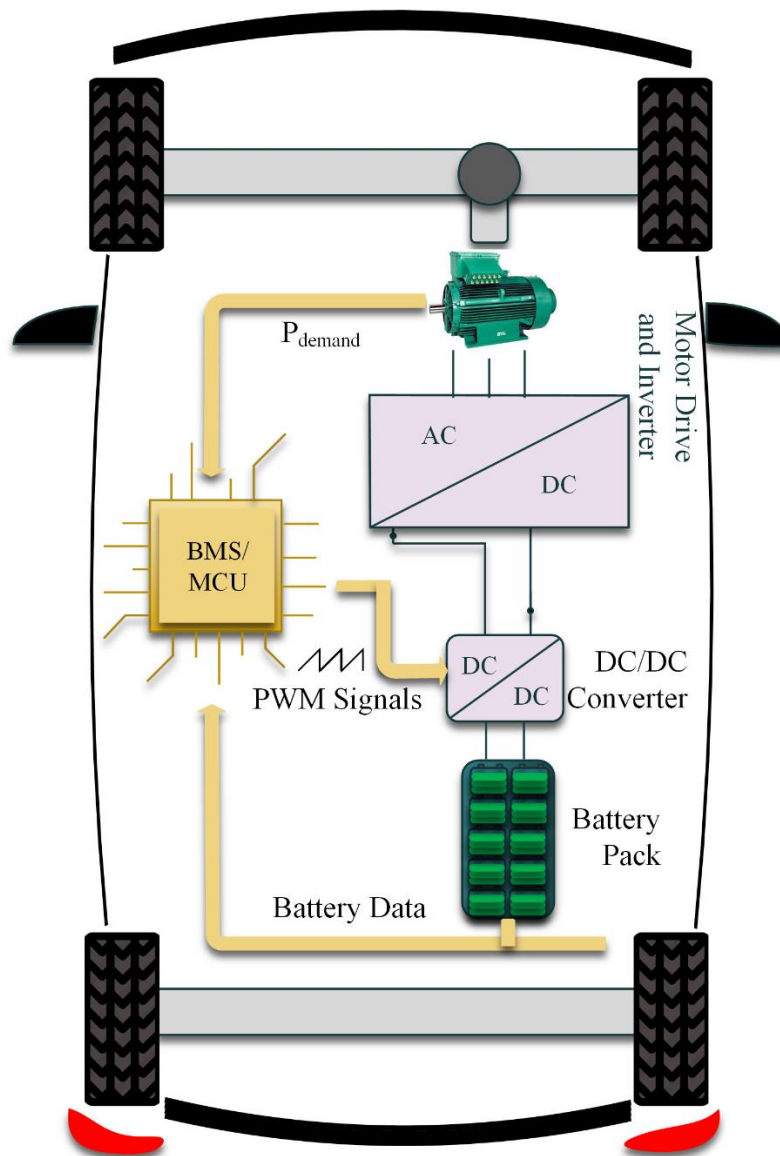 P_demand
Motor Drive
and Inverter
AC
DC
BMS/
MCU
PWM Signals
DC
DC
DC/DC
Converter
Battery
Pack
Battery Data